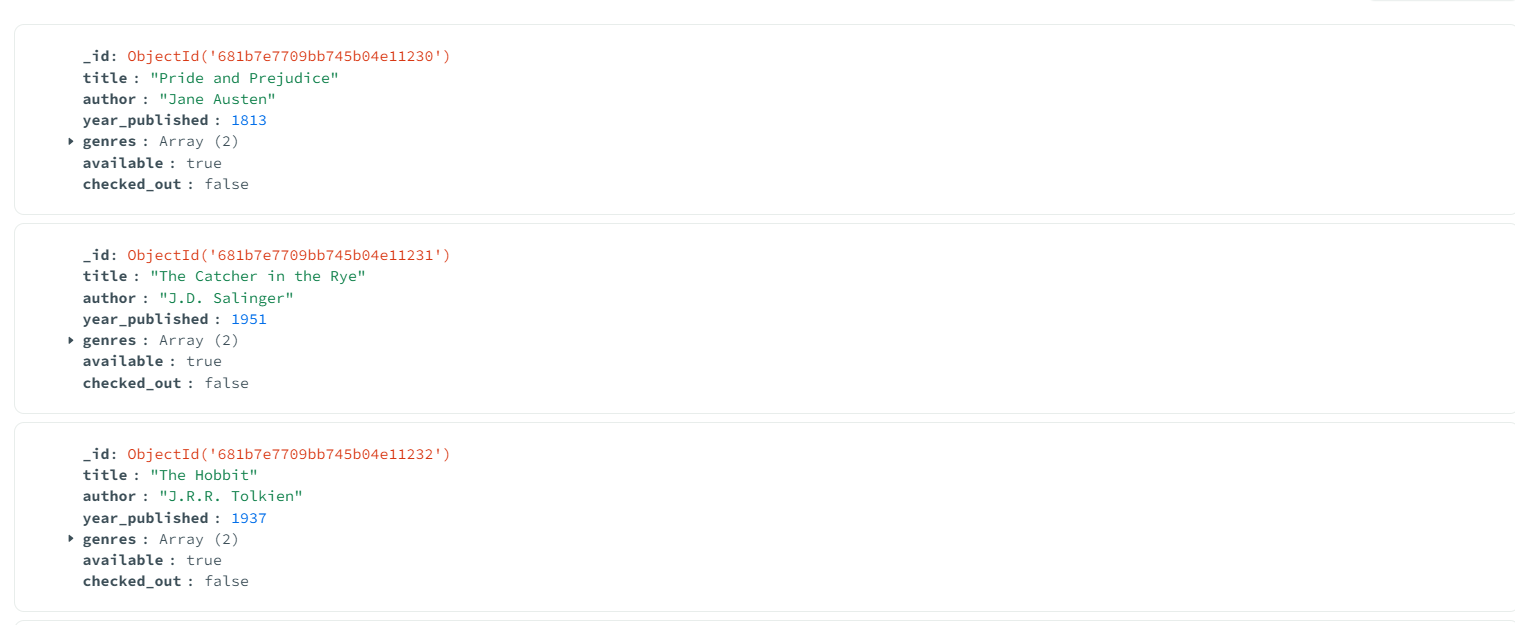 _id: ObjectId('681b7e7709bb745b04e11230')
title : "Pride and Prejudice"
author : "Jane Austen"
year_published : 1813
genres : Array (2)
available : true
checked_out : false
_id: ObjectId('681b7e7709bb745b04e11231')
title : "The Catcher in the Rye"
author : "J.D. Salinger"
year_published : 1951
genres : Array (2)
available : true
checked_out : false
_id: ObjectId('681b7e7709bb745b04e11232')
title : "The Hobbit"
author : "J.R.R. Tolkien"
year_published : 1937
genres : Array (2)
available : true
checked_out : false